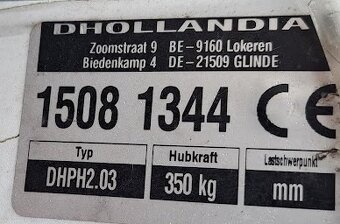 DHOLLANDIA
Zoomstraat 9 BE-9160 Lokeren
Biedenkamp 4 DE-21509 GLINDE
1508 1344 CE
Typ Hubkraft Lastschwerpunkt
DHPH2.03 350 kg mm